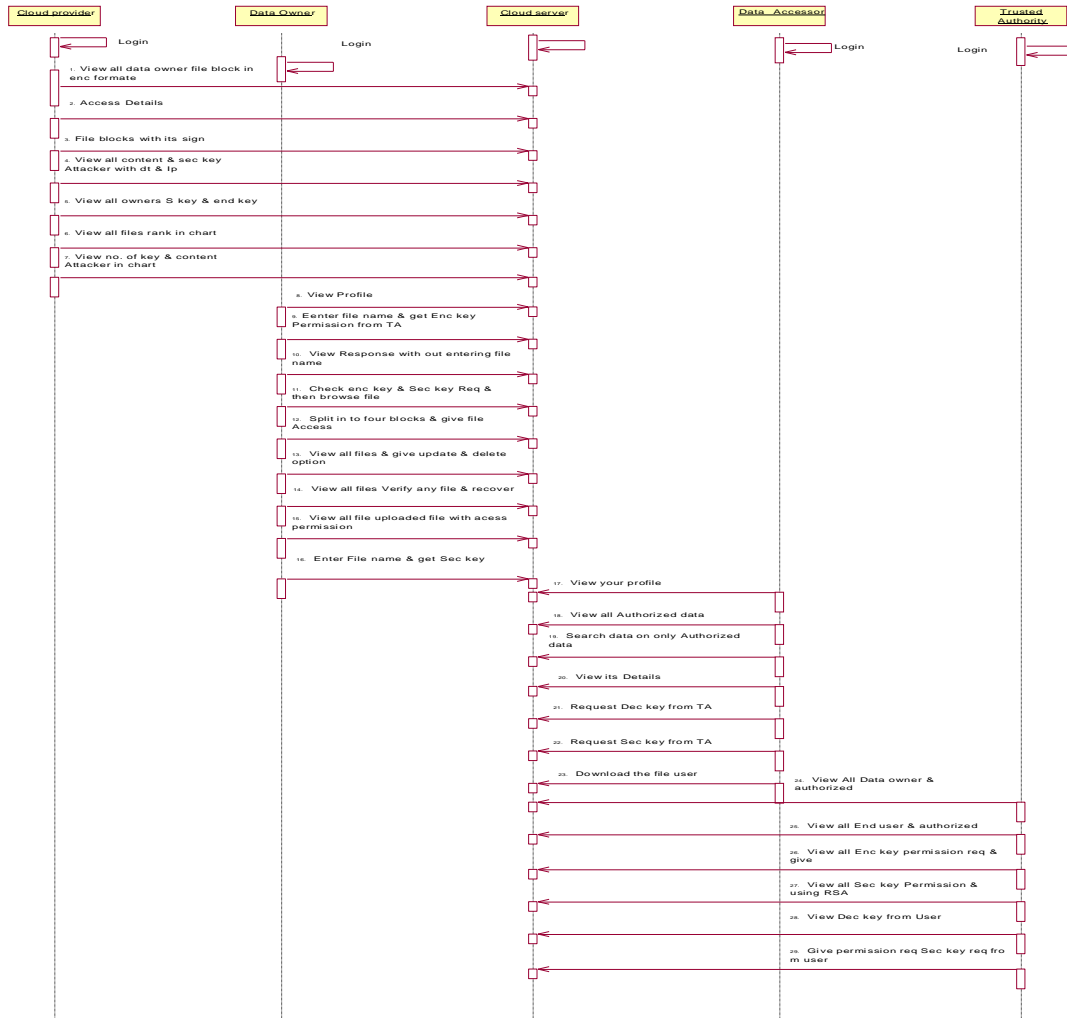 Cloud provider
Data Owner
Cloud server
Data Accessor
Trusted
Authority
Login
Login
Login
Login
1. View all data owner file block in
enc formate
2. Access Details
3. File blocks with its sign
4. View all content & sec key
Attacker with dt & Ip
5. View all owners S key & end key
6. View all files rank in chart
7. View no. of key & content
Attacker in chart
8. View Profile
9. Eenter file name & get Enc key
Permission from TA
10. View Response with out entering file
name
11. Check enc key & Sec key Req &
then browse file
12. Split in to four blocks & give file
Access
13. View all files & give update & delete
option
14. View all files Verify any file & recover
15. View all file uploaded file with acess
permission
16. Enter File name & get Sec key
17. View your profile
18. View all Authorized data
19. Search data on only Authorized
data
20. View its Details
21. Request Dec key from TA
22. Request Sec key from TA
23. Download the file user
24. View All Data owner &
authorized
25. View all End user & authorized
26. View all Enc key permission req &
give
27. View all Sec key Permission &
using RSA
28. View Dec key from User
29. Give permission req Sec key req fro
m user